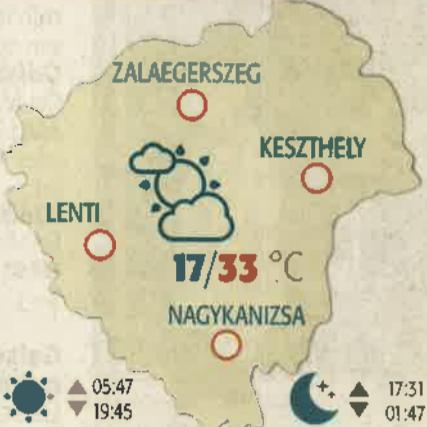 ZALAEGERSZEG
KESZTHELY
LENTI
17/33 °C
NAGYKANIZSA
05:47
19:45
17:31
01:47